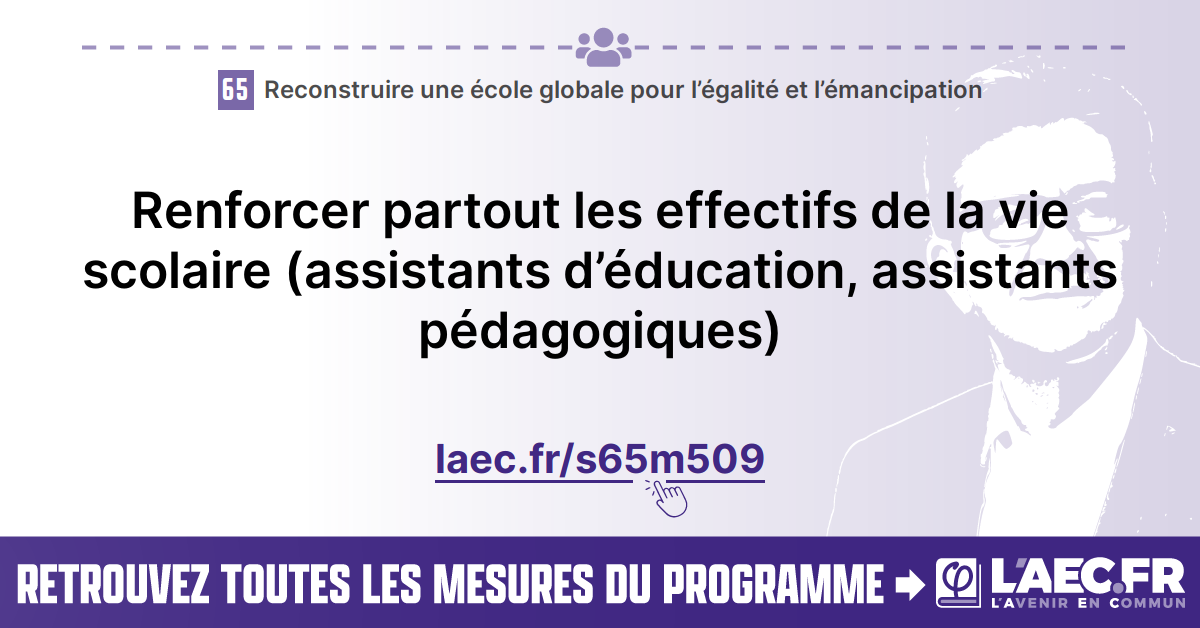 65 Reconstruire une école globale pour l’égalité et l’émancipation
Renforcer partout les effectifs de la vie
scolaire (assistants d’éducation, assistants
pédagogiques)
laec.fr/s65m509
RETROUVEZ TOUTES LES MESURES DU PROGRAMME
L'AEC.FR
L'AVENIR EN COMMUN